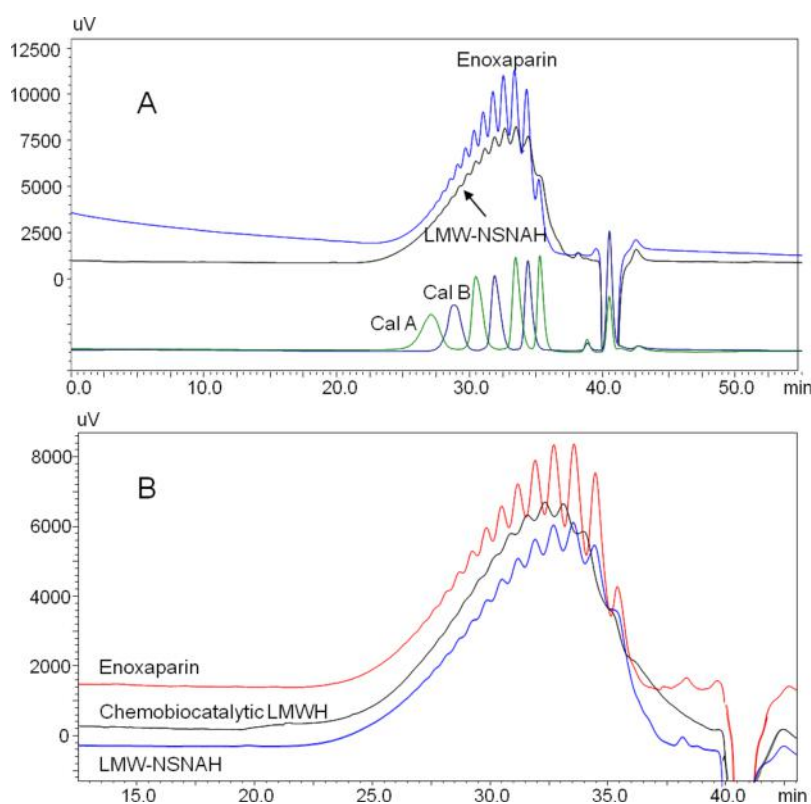 uV
12500
10000
7500
5000
2500
0
A
Enoxaparin
LMW-NSNAH
Cal B
Cal A
0.0 10.0 20.0 30.0 40.0 50.0 min
uV
8000
6000
4000
2000
0
B
Enoxaparin
Chemobiocatalytic LMWH
LMW-NSNAH
15.0 20.0 25.0 30.0 35.0 40.0 min